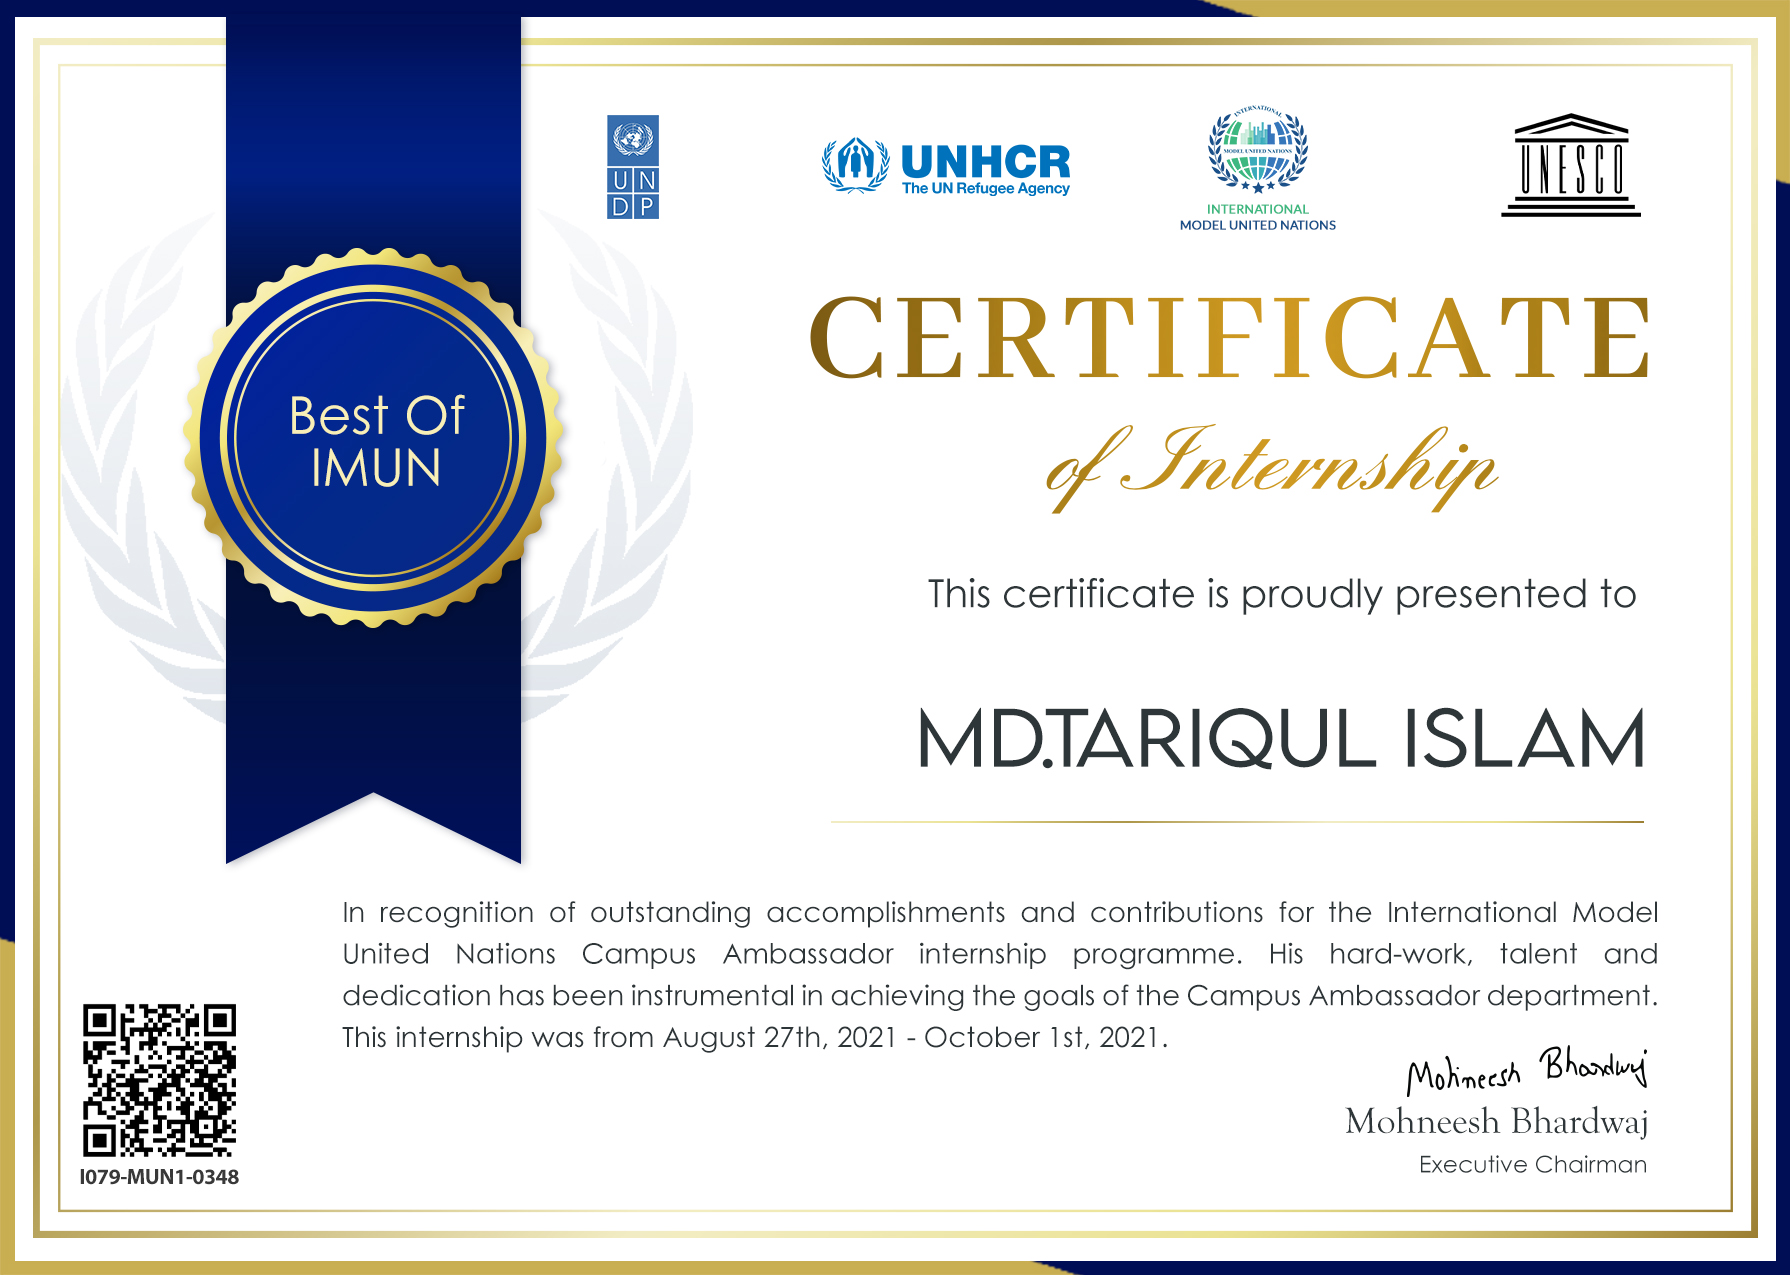 UN
DP
UNHCR
The UN Refugee Agency
INTERNATIONAL
MODEL UNITED NATIONS
INTERNATIONAL
MODEL UNITED NATIONS
UNESCO
Best Of
IMUN
CERTIFICATE
of Internship
This certificate is proudly presented to
MD.TARIQUL ISLAM
In recognition of outstanding accomplishments and contributions for the International Model
United Nations Campus Ambassador internship programme. His hard-work, talent and
dedication has been instrumental in achieving the goals of the Campus Ambassador department.
This internship was from August 27th, 2021 - October 1st, 2021.
Mohneesh Bhardwaj
Mohneesh Bhardwaj
Executive Chairman
I079-MUN1-0348